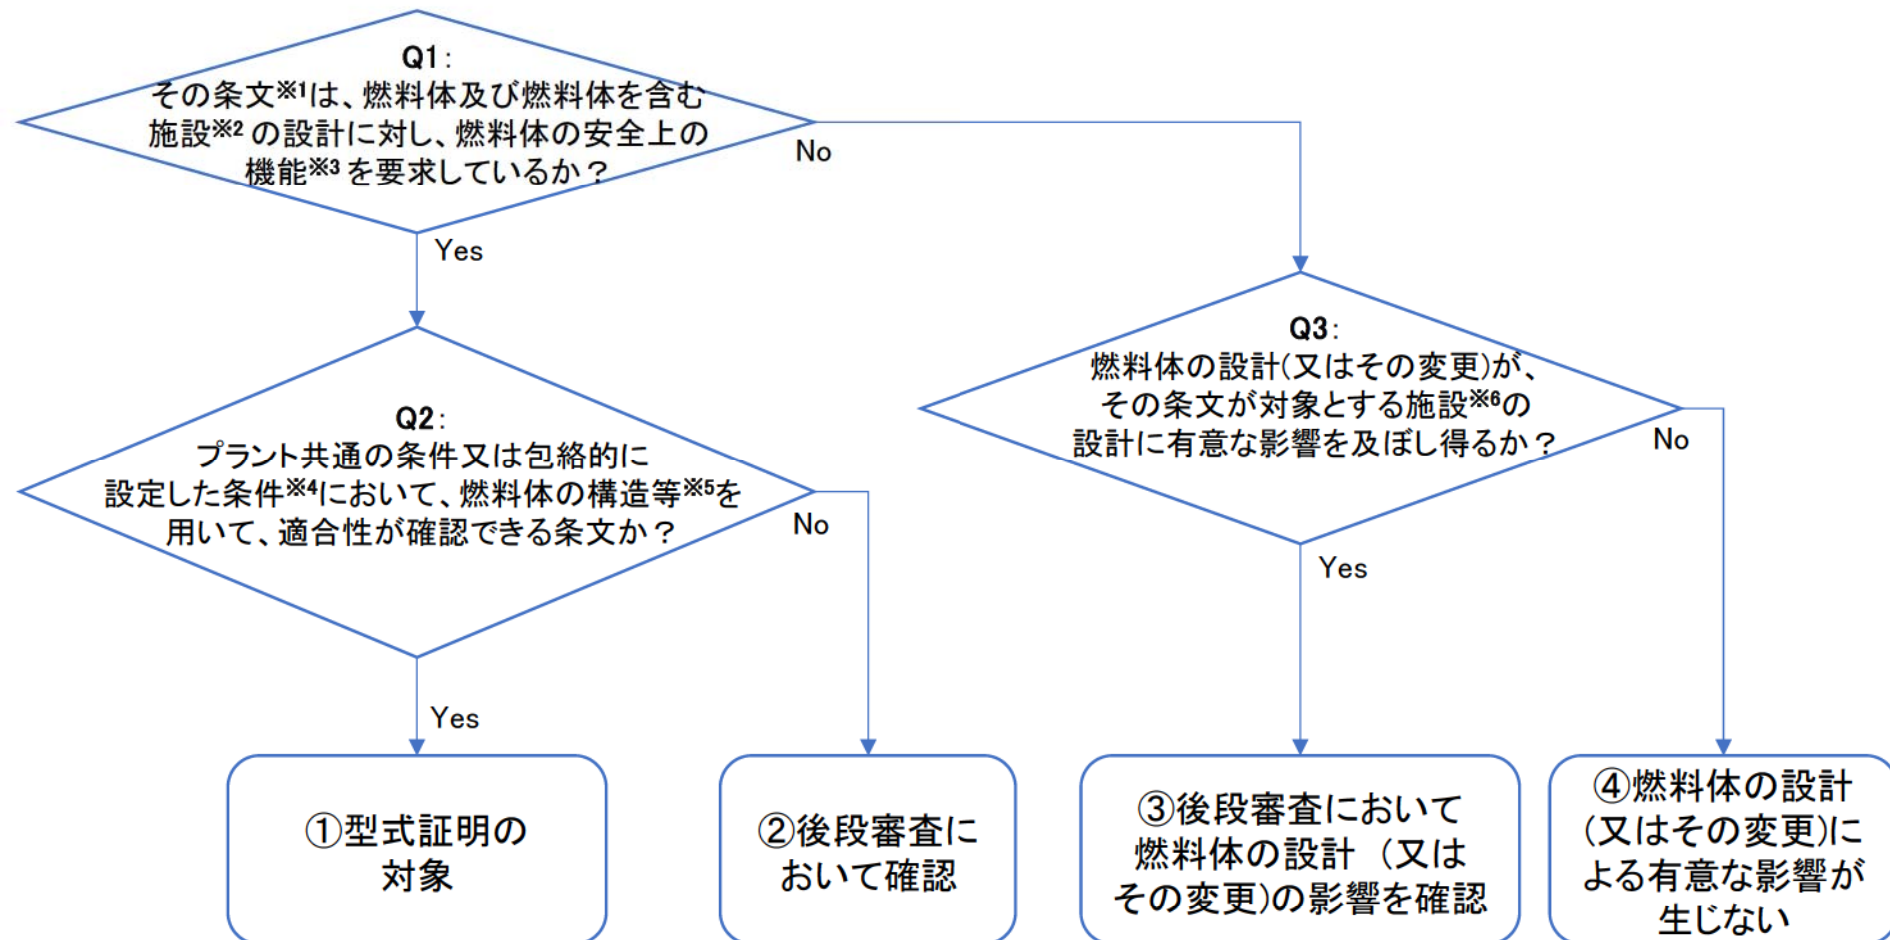 Q1:
その条文※1は、燃料体及び燃料体を含む
施設※2 の設計に対し、燃料体の安全上の
機能※3 を要求しているか？
No
Yes
Q2:
プラント共通の条件又は包絡的に
設定した条件※4において、燃料体の構造等※5を
用いて、適合性が確認できる条文か？
No
Yes
Q3:
燃料体の設計(又はその変更)が、
その条文が対象とする施設※6の
設計に有意な影響を及ぼし得るか？
No
Yes
①型式証明の
対象
②後段審査に
おいて確認
③後段審査において
燃料体の設計 (又は
その変更)の影響を確認
④燃料体の設計
(又はその変更)に
よる有意な影響が
生じない